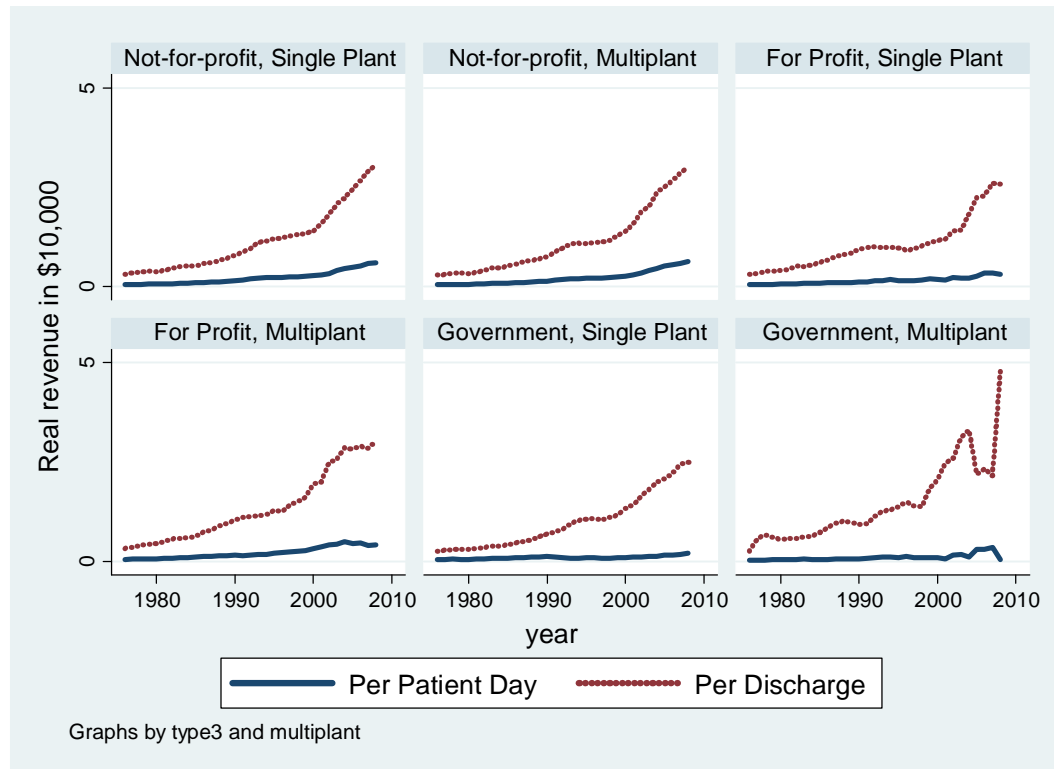 Not-for-profit, Single Plant
Not-for-profit, Multiplant
For Profit, Single Plant
5
0
For Profit, Multiplant
Government, Single Plant
Government, Multiplant
5
0
Real revenue in $10,000
1980 1990 2000 2010
1980 1990 2000 2010
1980 1990 2000 2010
year
Per Patient Day
Per Discharge
Graphs by type3 and multiplant